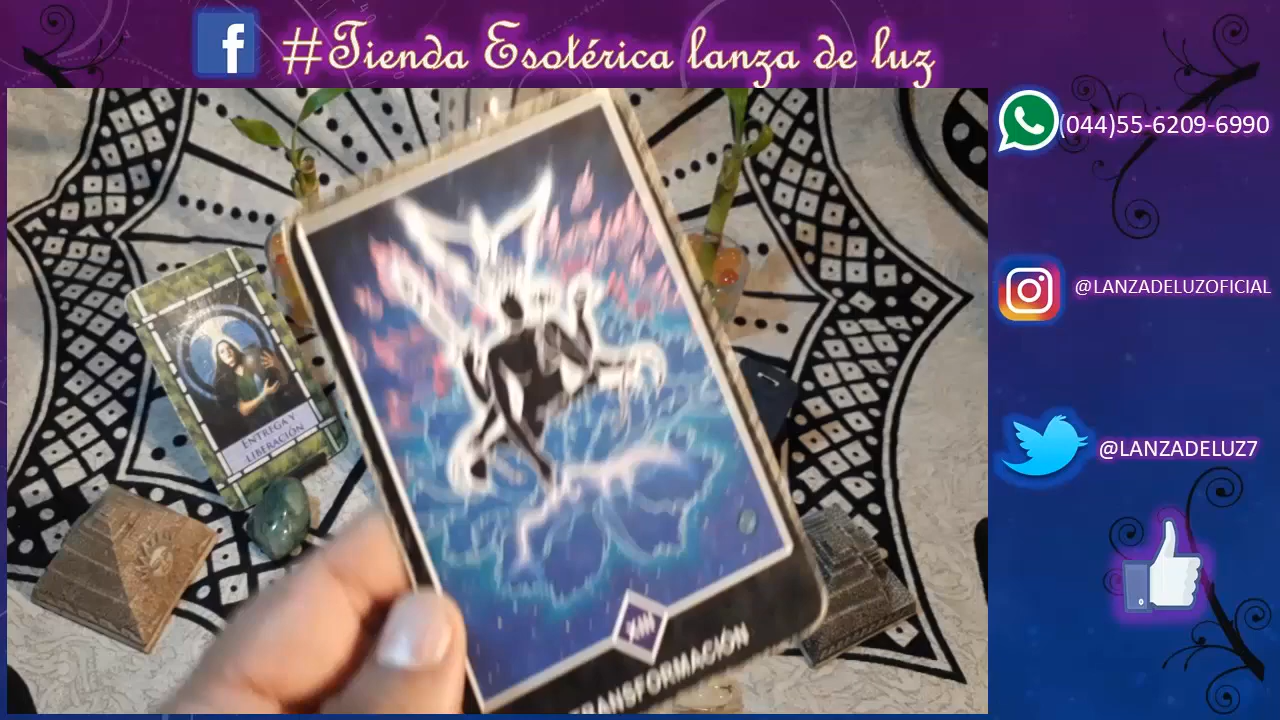 #Tienda Esotérica lanza de luz
(044)55-6209-6990
@LANZADELUZOFICIAL
@LANZADELUZ7
ENTREGA Y
LIBERACIÓN
XIII
TRANSFORMACIÓN